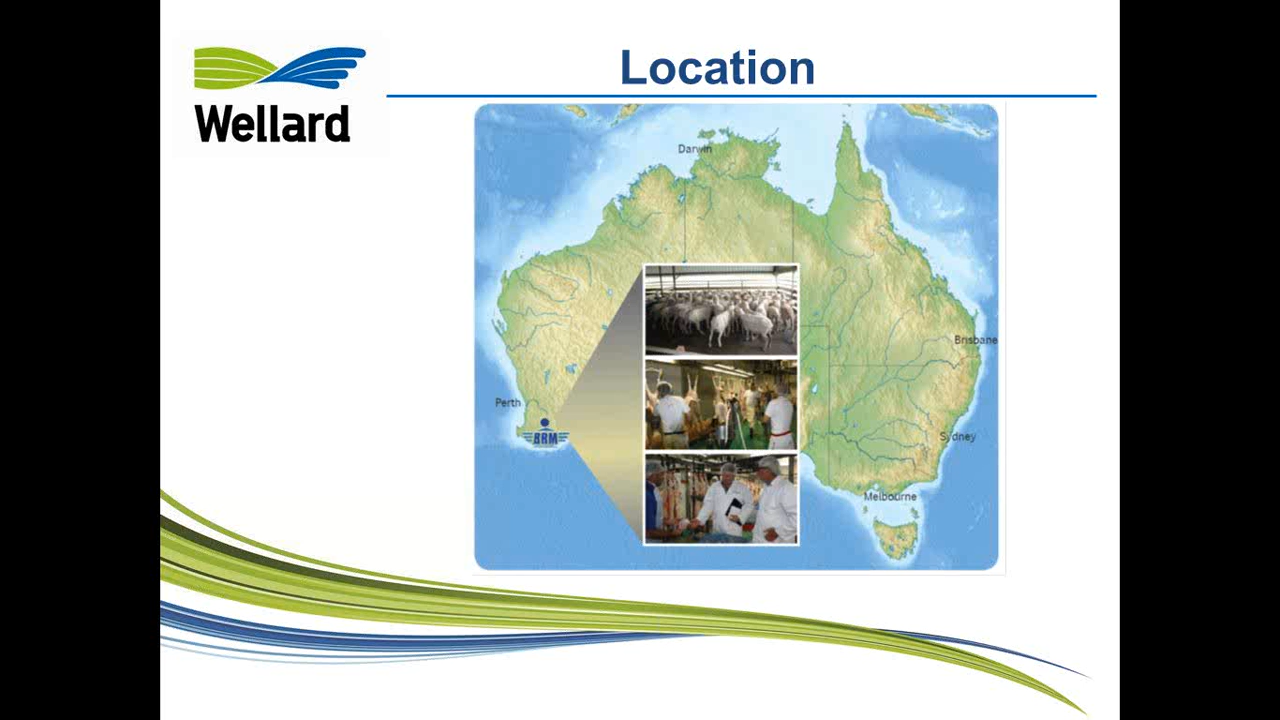 Location
Wellard
Darwin
Brisbane
Perth
BRM
Sydney
Melbourne